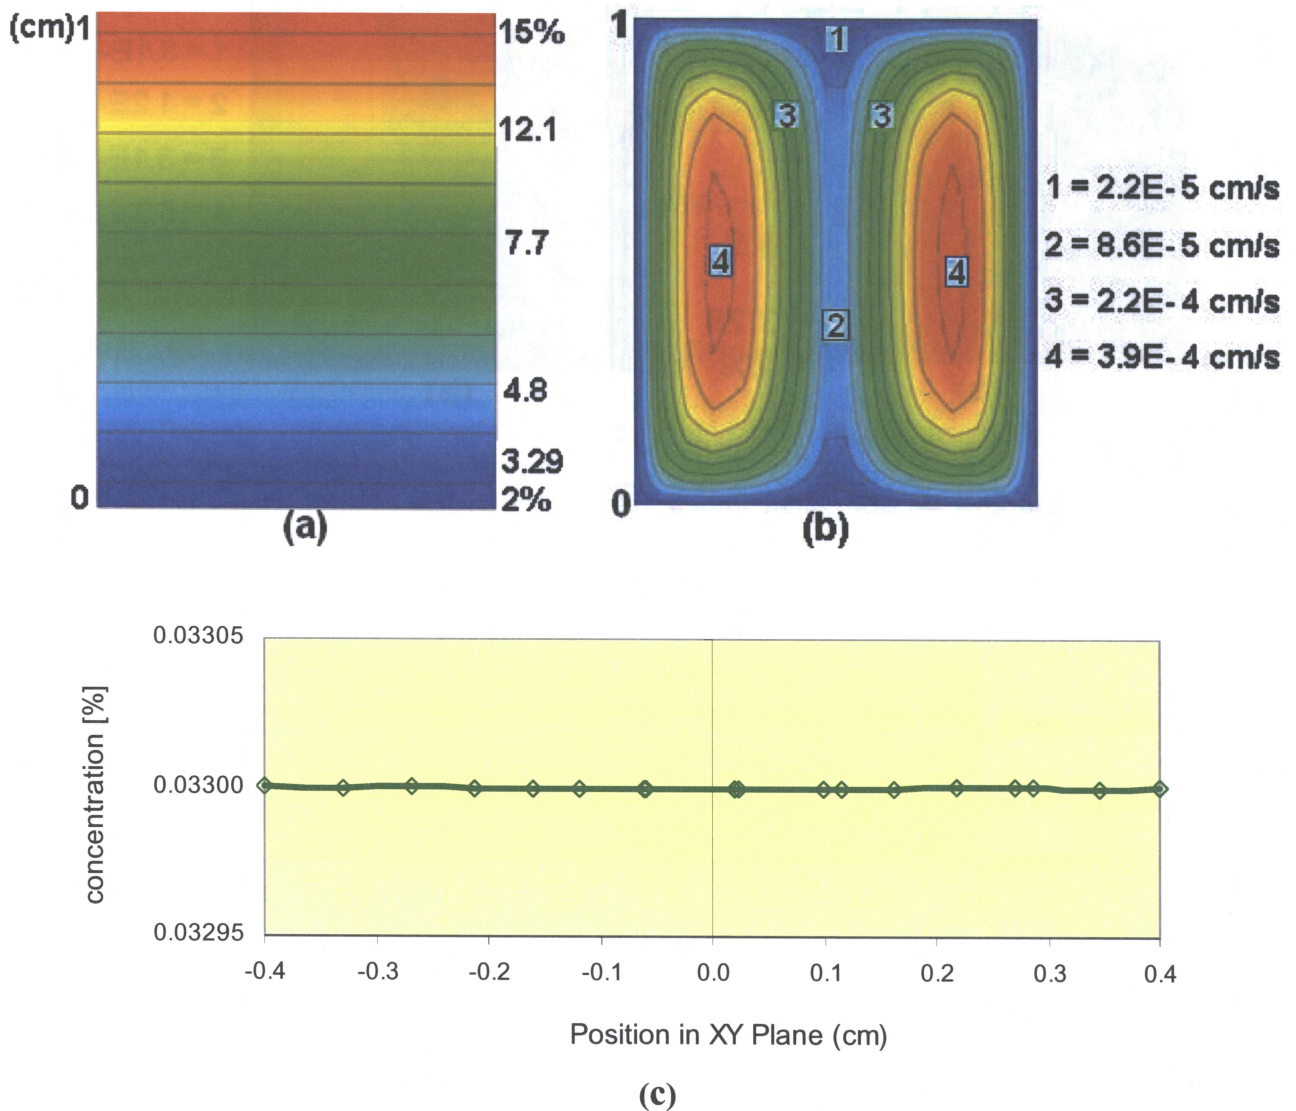 (cm)1
15%
12.1
7.7
4.8
3.29
0
2%
(a)
1
1
3
3
4
4
2
0
(b)
1 = 2.2E-5 cm/s
2 = 8.6E-5 cm/s
3 = 2.2E-4 cm/s
4 = 3.9E-4 cm/s
0.03305
0.03300
0.03295
concentration [%]
-0.4 -0.3 -0.2 -0.1 0.0 0.1 0.2 0.3 0.4
Position in XY Plane (cm)
(c)